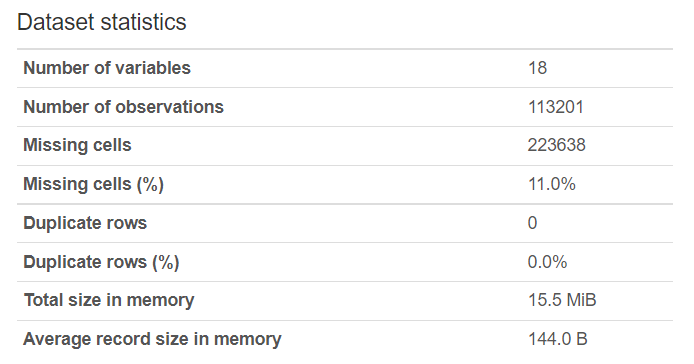 Dataset statistics
Number of variables 18
Number of observations 113201
Missing cells 223638
Missing cells (%) 11.0%
Duplicate rows 0
Duplicate rows (%) 0.0%
Total size in memory 15.5 MiB
Average record size in memory 144.0 B